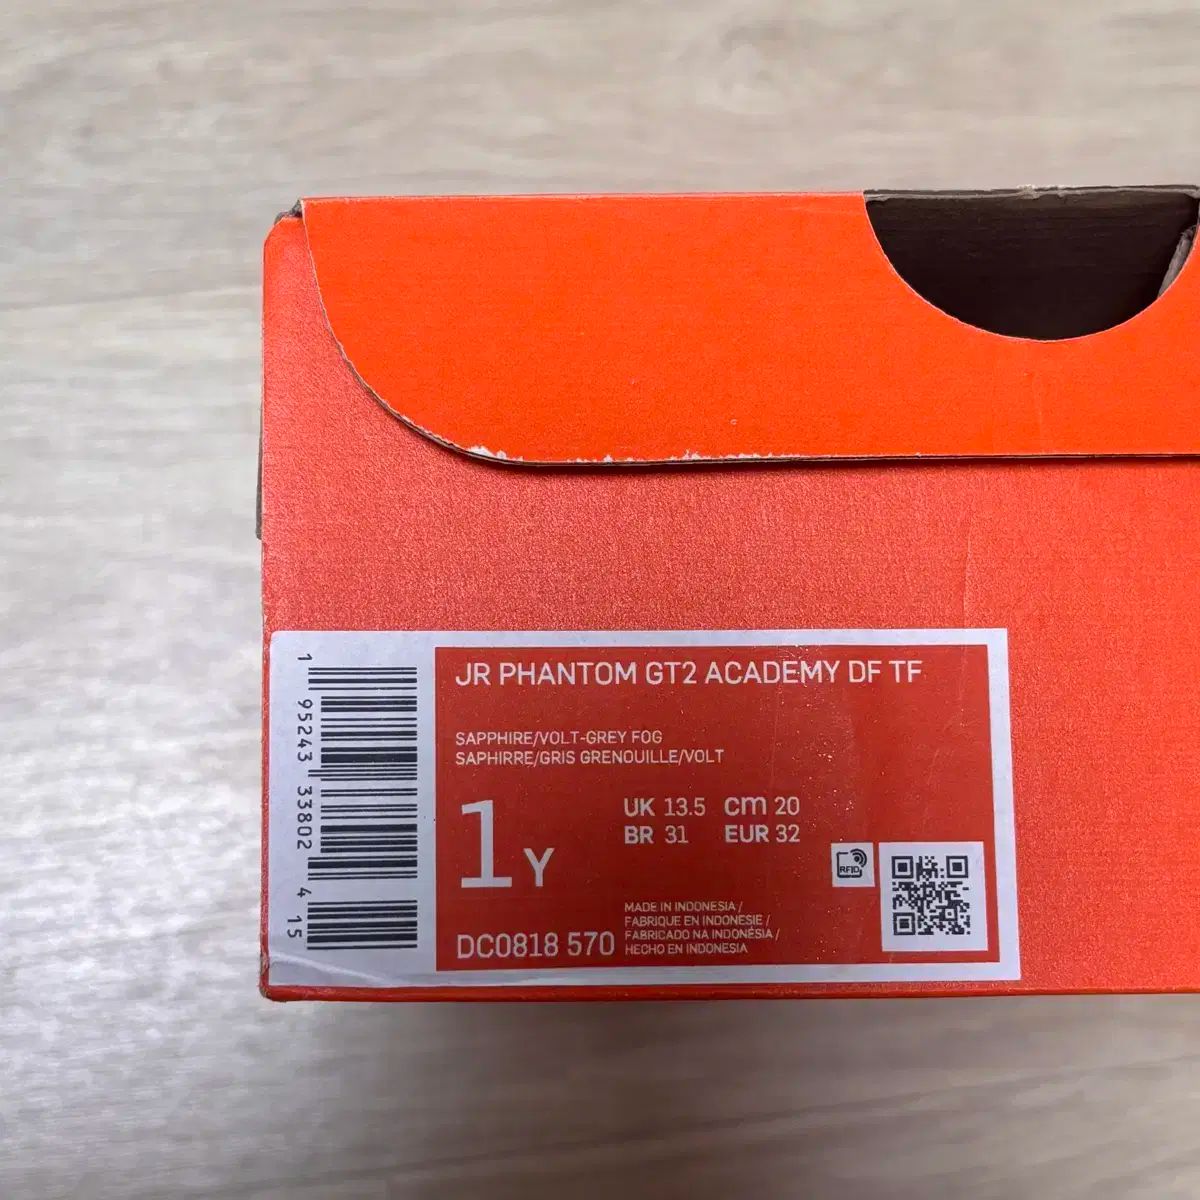 JR PHANTOM GT2 ACADEMY DF TF
SAPPHIRE/VOLT-GREY FOG
SAPHIRRE/GRIS GRENOUILLE/VOLT
1Y
UK 13.5 cm 20
BR 31 EUR 32
RFID
DC0818 570
MADE IN INDONESIA /
FABRIQUE EN INDONESIE /
FABRICADO NA INDONÉSIA /
HECHO EN INDONESIA
1 95243 33802 4 15